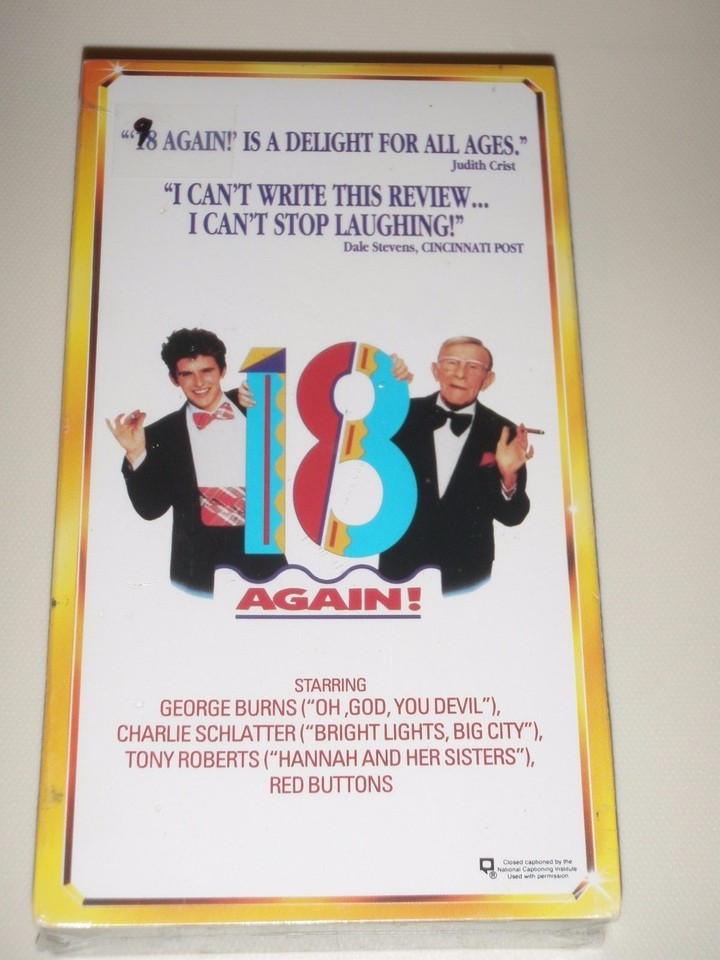 “‘18 AGAIN!’ IS A DELIGHT FOR ALL AGES.”
9
Judith Crist
“I CAN’T WRITE THIS REVIEW...
I CAN’T STOP LAUGHING!”
Dale Stevens, CINCINNATI POST
18
AGAIN!
STARRING
GEORGE BURNS (“OH ,GOD, YOU DEVIL”),
CHARLIE SCHLATTER (“BRIGHT LIGHTS, BIG CITY”),
TONY ROBERTS (“HANNAH AND HER SISTERS”),
RED BUTTONS
Closed captioned by the
National Captioning Institute
® Used with permission